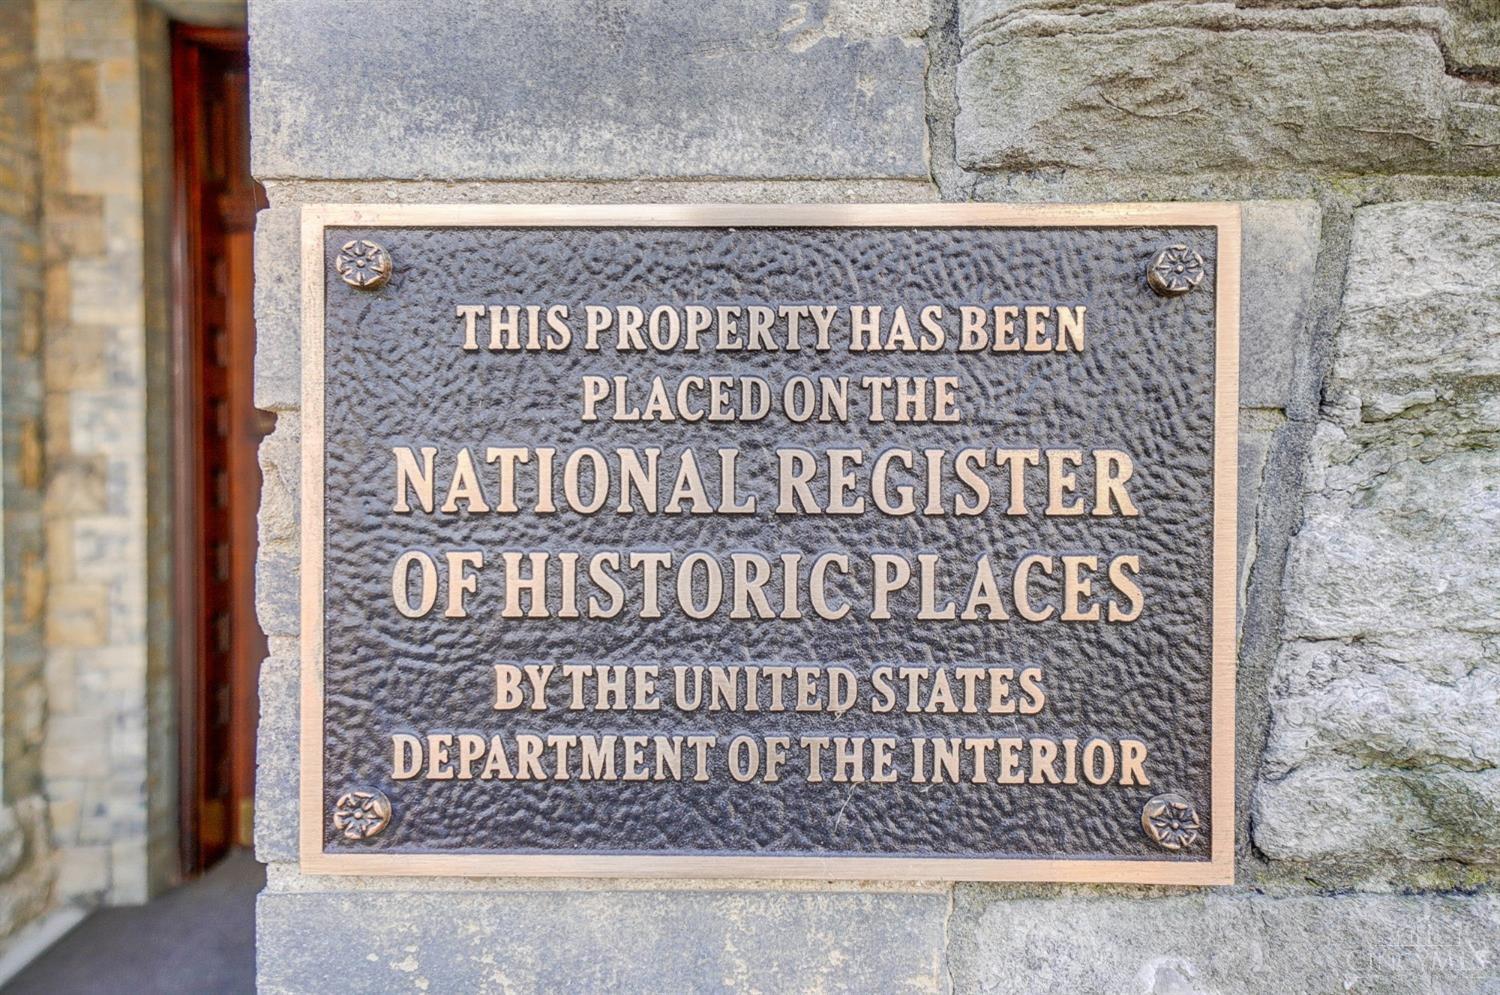 THIS PROPERTY HAS BEEN
PLACED ON THE
NATIONAL REGISTER
OF HISTORIC PLACES
BY THE UNITED STATES
DEPARTMENT OF THE INTERIOR